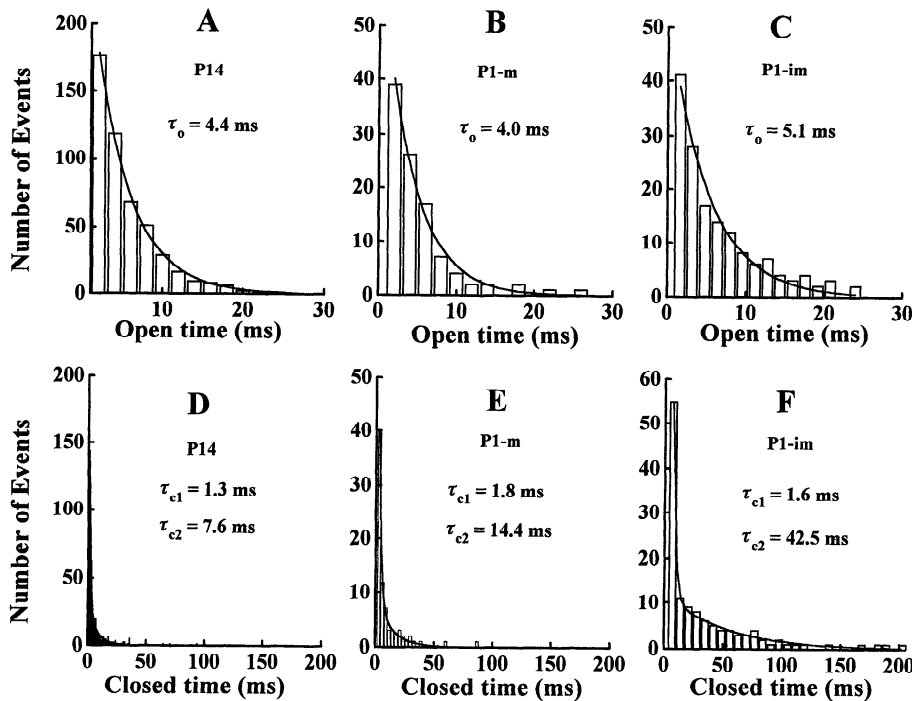 A
P14
τo = 4.4 ms
200
150
100
50
0
0
10
20
30
Open time (ms)
Number of Events
B
P1-m
τo = 4.0 ms
50
40
30
20
10
0
0
10
20
30
Open time (ms)
C
P1-im
τo = 5.1 ms
50
40
30
20
10
0
0
10
20
30
Open time (ms)
D
P14
τc1 = 1.3 ms
τc2 = 7.6 ms
200
150
100
50
0
0
50
100
150
200
Closed time (ms)
Number of Events
E
P1-m
τc1 = 1.8 ms
τc2 = 14.4 ms
50
40
30
20
10
0
0
50
100
150
200
Closed time (ms)
F
P1-im
τc1 = 1.6 ms
τc2 = 42.5 ms
60
50
40
30
20
10
0
0
50
100
150
200
Closed time (ms)